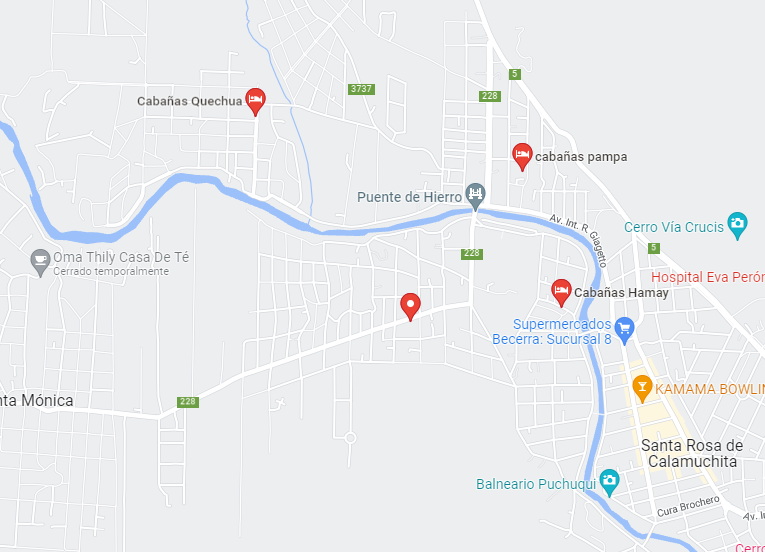 5
3737
228
Cabañas Quechua
cabañas pampa
Puente de Hierro
Av. Int. R. Giagetto
Cerro Vía Crucis
5
228
Oma Thily Casa De Té
Cerrado temporalmente
Hospital Eva Perón
Cabañas Hamay
Supermercados
Becerra: Sucursal 8
KAMAMA BOWLIN
nta Mónica
228
Santa Rosa de
Calamuchita
Balneario Puchuqui
Cura Brochero
Av. In
Cerro